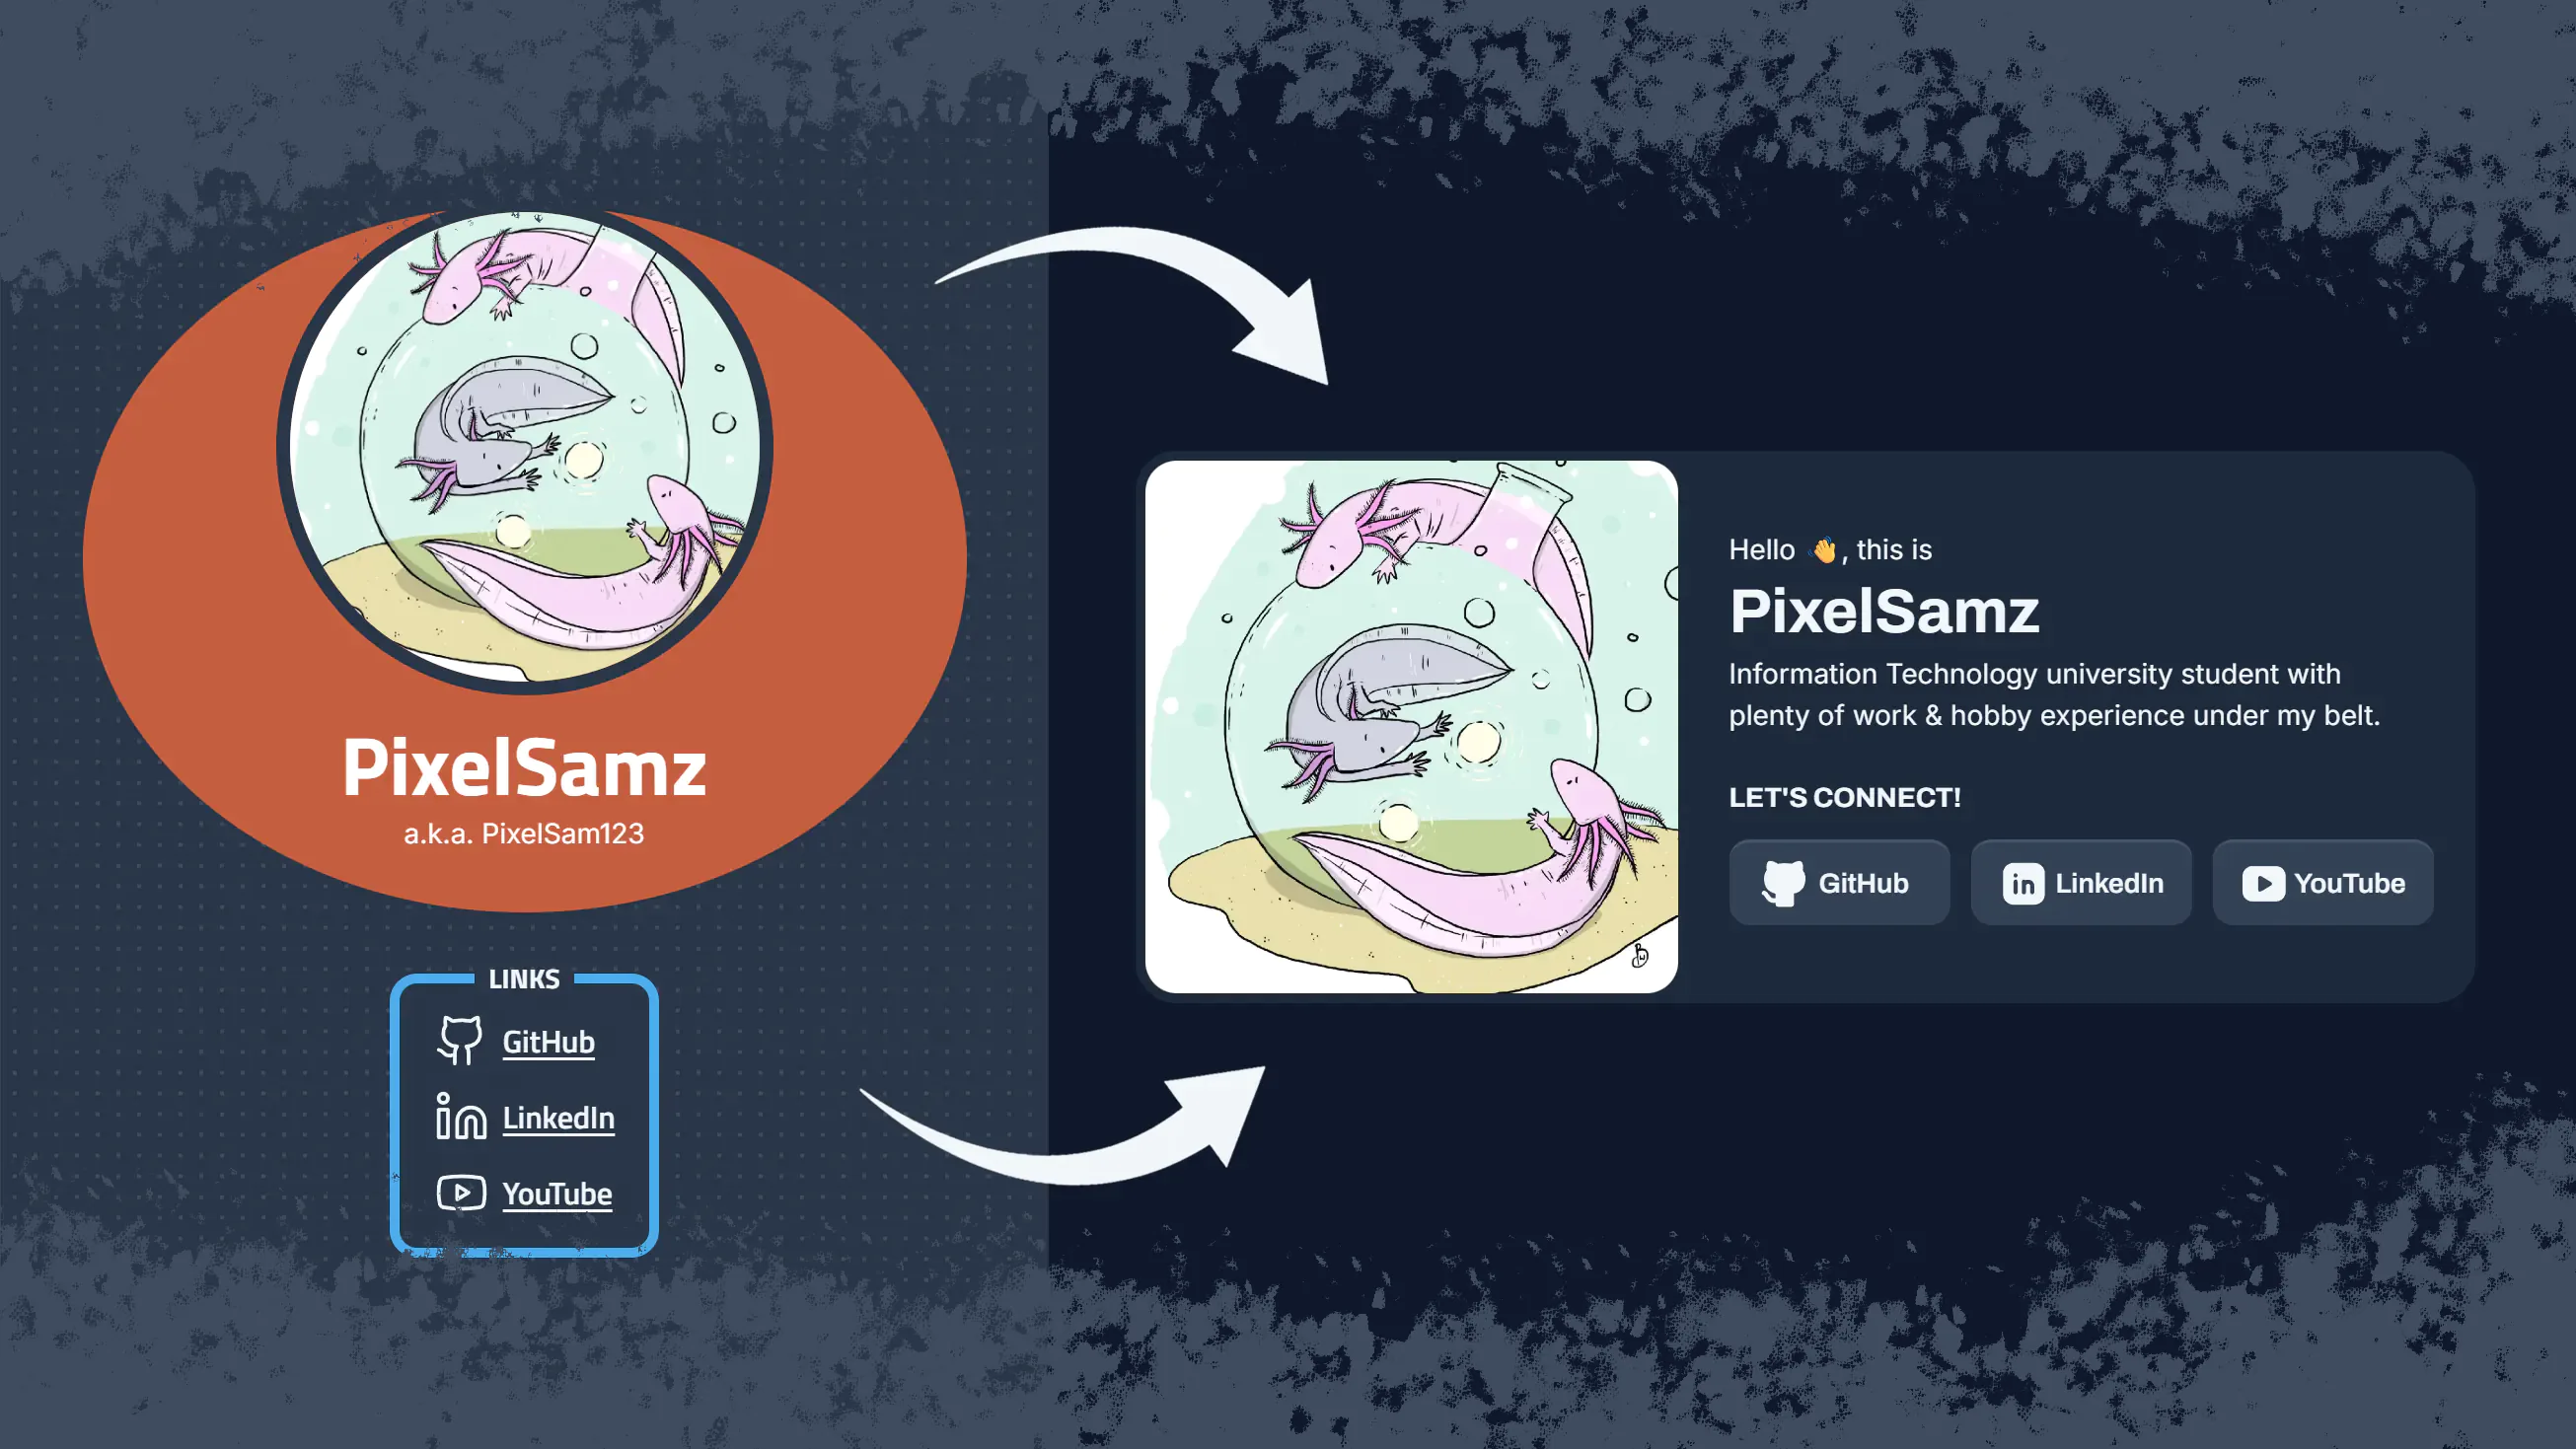 PixelSamz
a.k.a. PixelSam123
LINKS
GitHub
LinkedIn
YouTube
Hello 👋, this is
PixelSamz
Information Technology university student with
plenty of work & hobby experience under my belt.
LET'S CONNECT!
GitHub
LinkedIn
YouTube